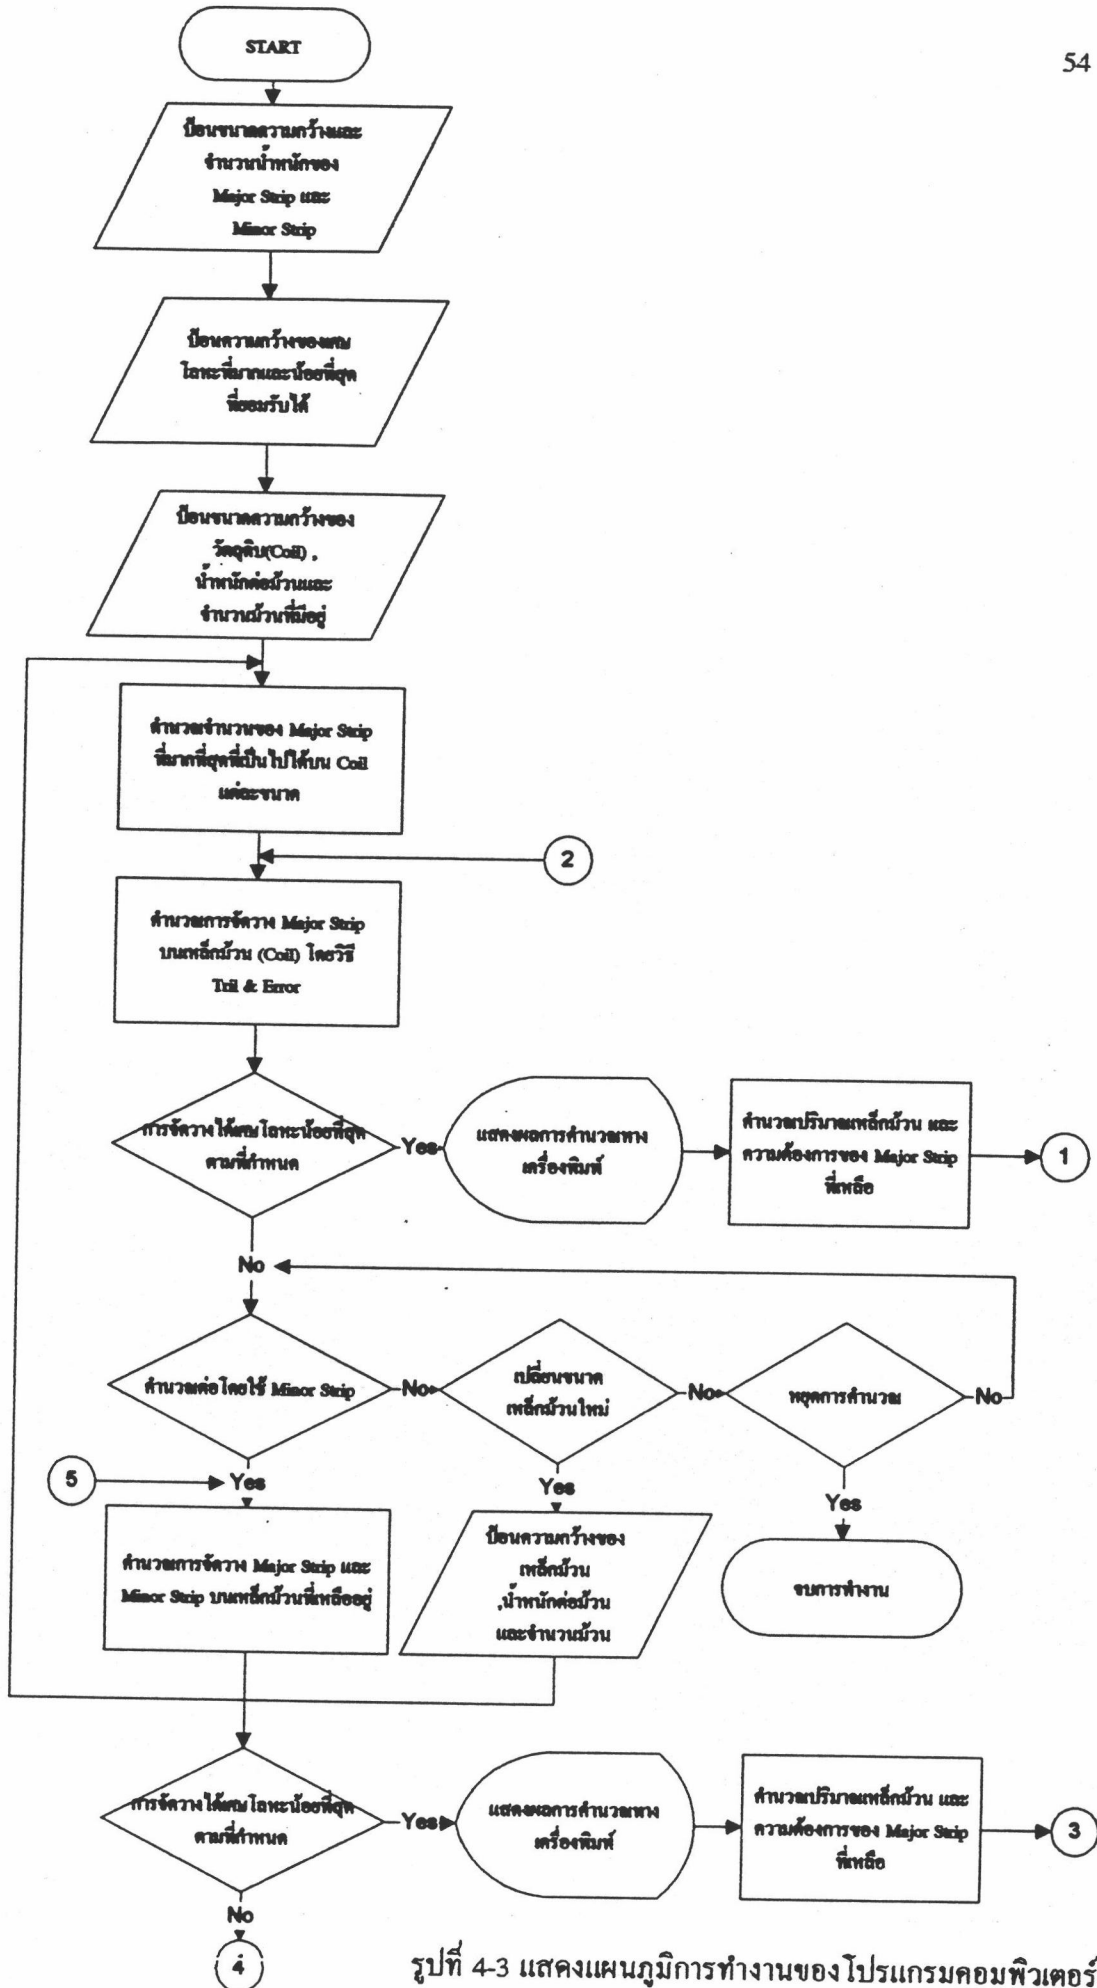 54
START
ป้อนขนาดความกว้างและ
จำนวนน้ำหนักของ
Major Strip และ
Minor Strip
ป้อนความกว้างของเศษ
โลหะที่มากและน้อยที่สุด
ที่ยอมรับได้
ป้อนขนาดความกว้างของ
วัตถุดิบ(Coil) ,
น้ำหนักต่อม้วนและ
จำนวนม้วนที่มีอยู่
คำนวณจำนวนของ Major Strip
ที่มากที่สุดที่เป็นไปได้บน Coil
แต่ละขนาด
2
คำนวณการจัดวาง Major Strip
บนเหล็กม้วน (Coil) โดยวิธี
Tril & Error
การจัดวางได้เศษโลหะน้อยที่สุด
ตามที่กำหนด
Yes
แสดงผลการคำนวณทาง
เครื่องพิมพ์
คำนวณปริมาณเหล็กม้วน และ
ความต้องการของ Major Strip
ที่เหลือ
1
No
คำนวณต่อโดยใช้ Minor Strip
No
เปลี่ยนขนาด
เหล็กม้วนใหม่
No
หยุดการคำนวณ
No
5
Yes
Yes
Yes
คำนวณการจัดวาง Major Strip และ
Minor Strip บนเหล็กม้วนที่เหลืออยู่
ป้อนความกว้างของ
เหล็กม้วน
,น้ำหนักต่อม้วน
และจำนวนม้วน
จบการทำงาน
การจัดวางได้เศษโลหะน้อยที่สุด
ตามที่กำหนด
Yes
แสดงผลการคำนวณทาง
เครื่องพิมพ์
คำนวณปริมาณเหล็กม้วน และ
ความต้องการของ Major Strip
ที่เหลือ
3
No
4
รูปที่ 4-3 แสดงแผนภูมิการทำงานของโปรแกรมคอมพิวเตอร์